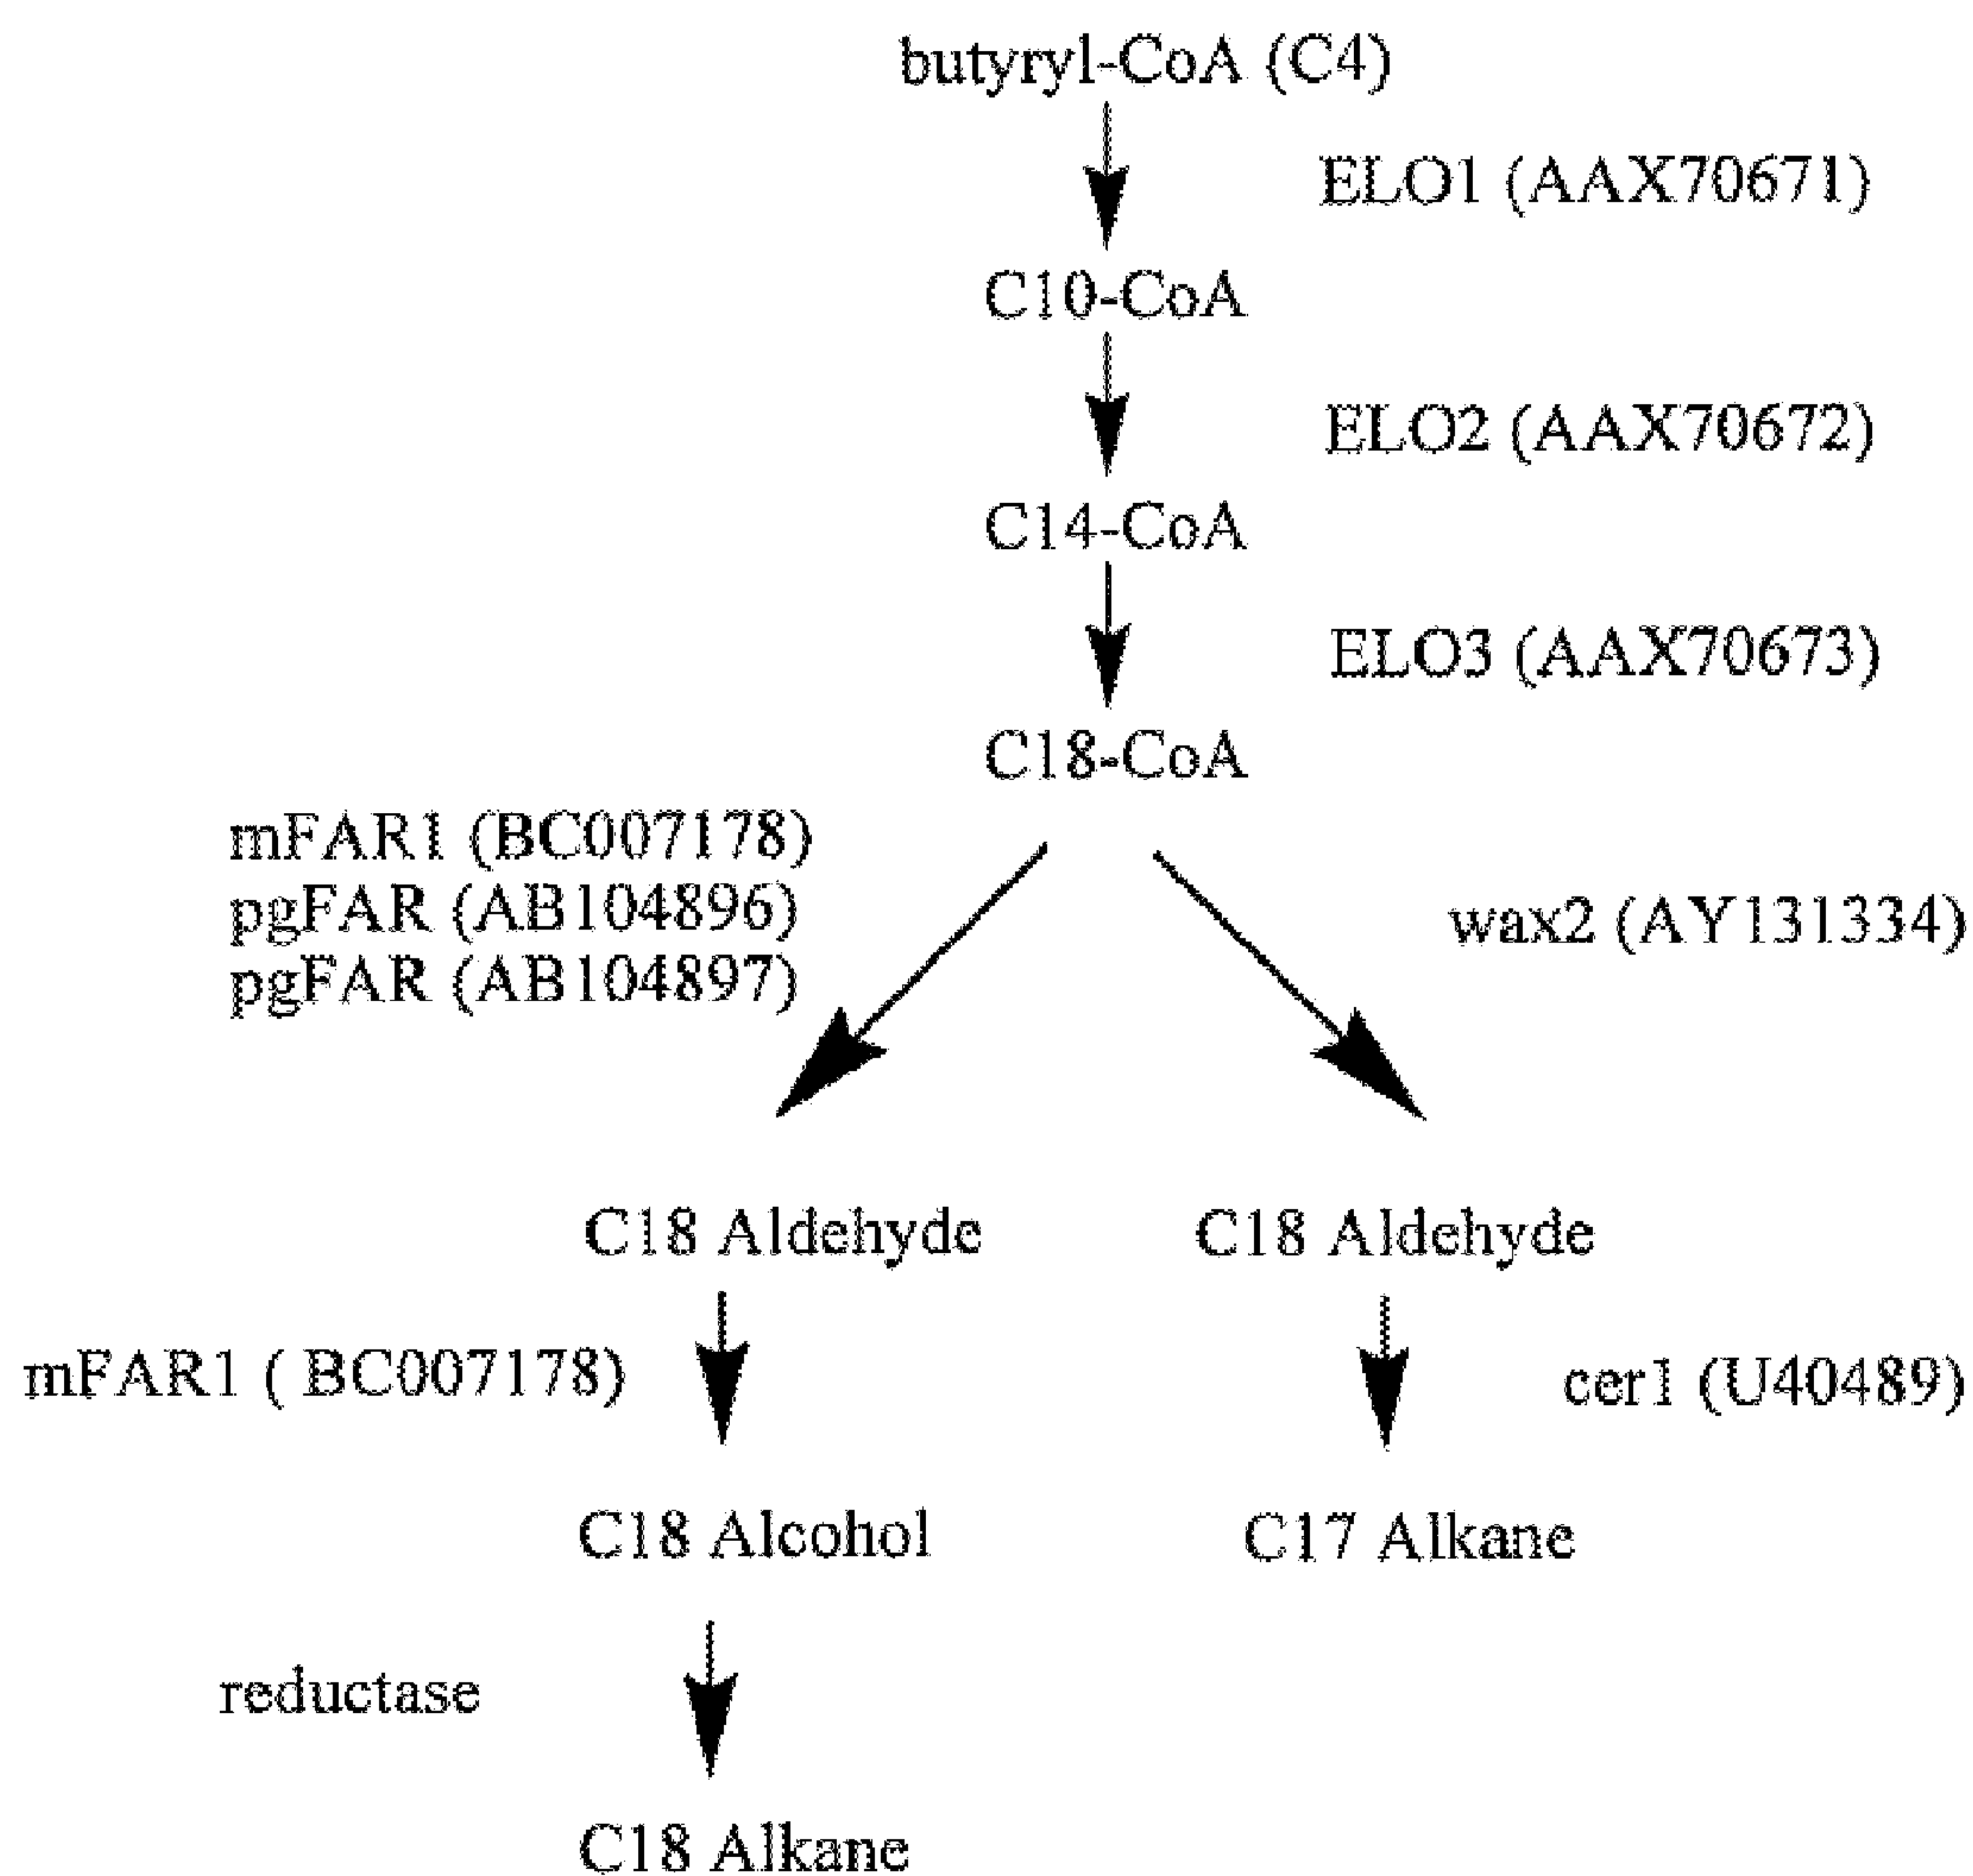 butyryl-CoA (C4)
ELO1 (AAX70671)
C10-CoA
ELO2 (AAX70672)
C14-CoA
ELO3 (AAX70673)
C18-CoA
mFAR1 (BC007178)
pgFAR (AB104896)
pgFAR (AB104897)
wax2 (AY131334)
C18 Aldehyde
C18 Aldehyde
mFAR1 ( BC007178)
cer1 (U40489)
C18 Alcohol
C17 Alkane
reductase
C18 Alkane